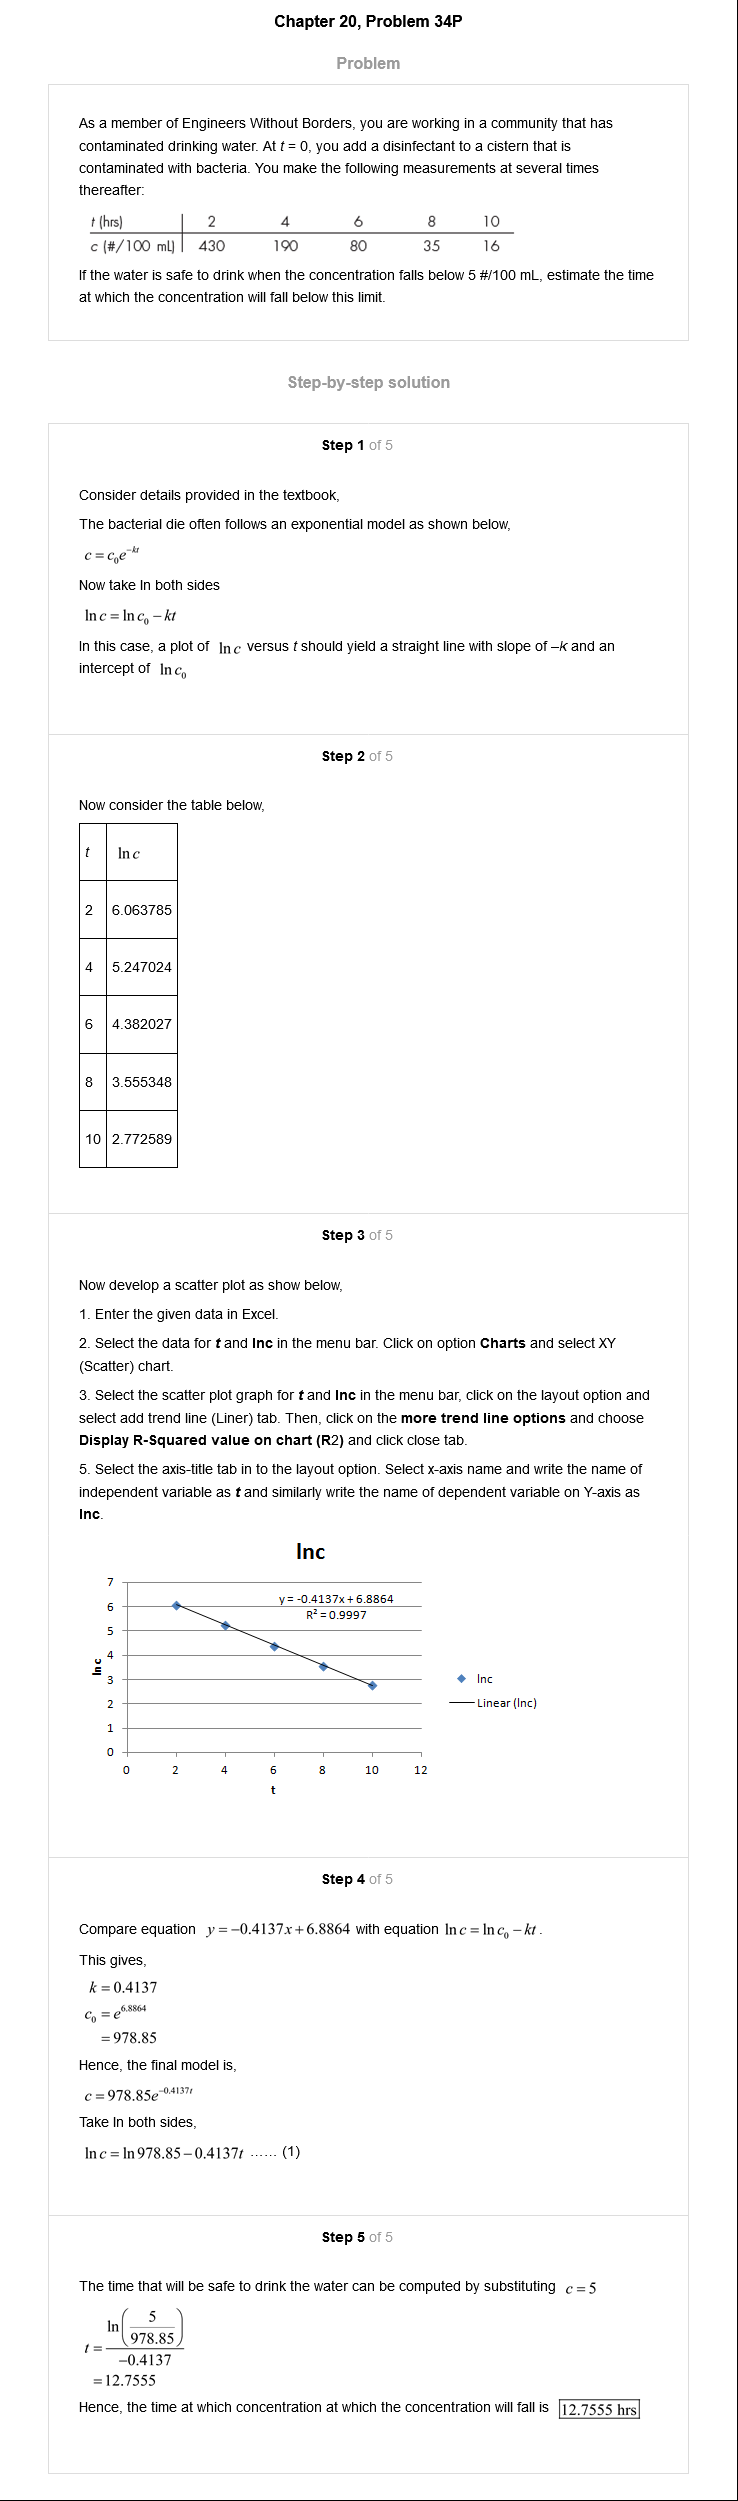 Chapter 20, Problem 34P
Problem
As a member of Engineers Without Borders, you are working in a community that has
contaminated drinking water. At t = 0, you add a disinfectant to a cistern that is
contaminated with bacteria. You make the following measurements at several times
thereafter:
t (hrs) 2 4 6 8 10
c (#/100 mL) 430 190 80 35 16
If the water is safe to drink when the concentration falls below 5 #/100 mL, estimate the time
at which the concentration will fall below this limit.
Step-by-step solution
Step 1 of 5
Consider details provided in the textbook,
The bacterial die often follows an exponential model as shown below,
c = c₀e^{-kt}
Now take ln both sides
ln c = ln c₀ − kt
In this case, a plot of ln c versus t should yield a straight line with slope of –k and an
intercept of ln c₀
Step 2 of 5
Now consider the table below,
t ln c
2 6.063785
4 5.247024
6 4.382027
8 3.555348
10 2.772589
Step 3 of 5
Now develop a scatter plot as show below,
1. Enter the given data in Excel.
2. Select the data for t and lnc in the menu bar. Click on option Charts and select XY
(Scatter) chart.
3. Select the scatter plot graph for t and lnc in the menu bar, click on the layout option and
select add trend line (Liner) tab. Then, click on the more trend line options and choose
Display R-Squared value on chart (R2) and click close tab.
5. Select the axis-title tab in to the layout option. Select x-axis name and write the name of
independent variable as t and similarly write the name of dependent variable on Y-axis as
lnc.
lnc
7
6
5
4
3
2
1
0
ln c
y = -0.4137x + 6.8864
R² = 0.9997
lnc
Linear (lnc)
0 2 4 6 8 10 12
t
Step 4 of 5
Compare equation y = −0.4137x + 6.8864 with equation ln c = ln c₀ − kt .
This gives,
k = 0.4137
c₀ = e^{6.8864}
= 978.85
Hence, the final model is,
c = 978.85e^{−0.4137t}
Take ln both sides,
ln c = ln 978.85 − 0.4137t ...... (1)
Step 5 of 5
The time that will be safe to drink the water can be computed by substituting c = 5
t = ln(5/978.85)/−0.4137
= 12.7555
Hence, the time at which concentration at which the concentration will fall is 12.7555 hrs